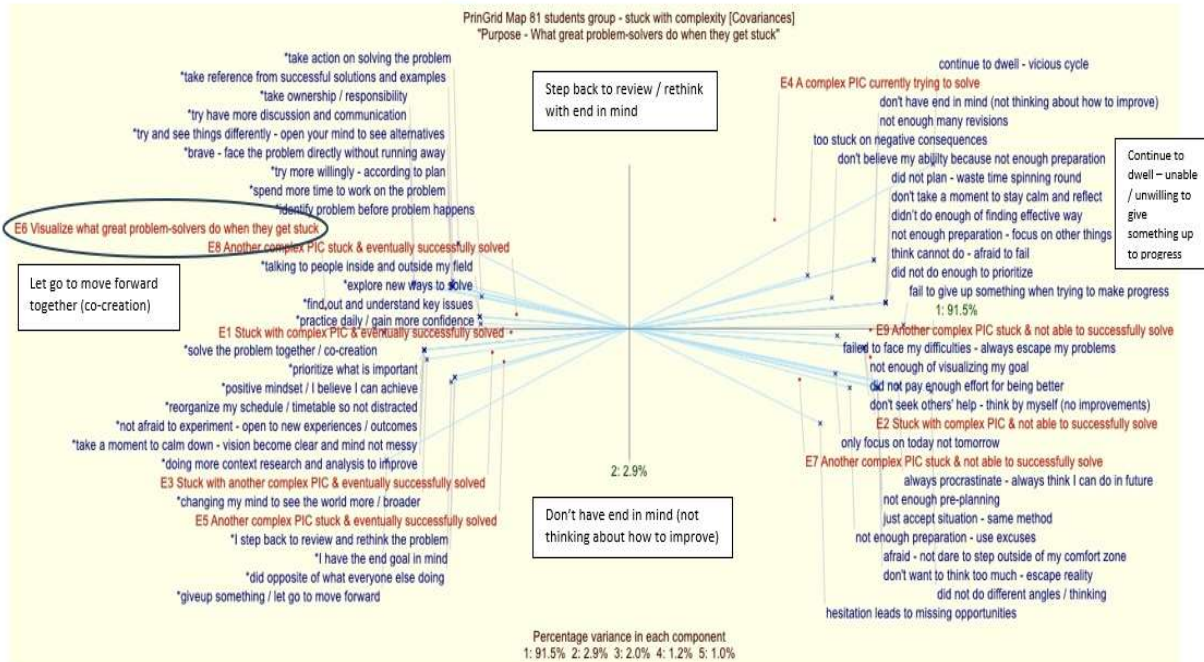 PrinGrid Map 81 students group - stuck with complexity [Covariances]
"Purpose - What great problem-solvers do when they get stuck"
*take action on solving the problem
*take reference from successful solutions and examples
*take ownership / responsibility
*try have more discussion and communication
*try and see things differently - open your mind to see alternatives
*brave - face the problem directly without running away
*try more willingly - according to plan
*spend more time to work on the problem
*identify problem before problem happens
E6 Visualize what great problem-solvers do when they get stuck
E8 Another complex PIC stuck & eventually successfully solved
*talking to people inside and outside my field
*explore new ways to solve
*find out and understand key issues
*practice daily / gain more confidence
E1 Stuck with complex PIC & eventually successfully solved
*solve the problem together / co-creation
*prioritize what is important
*positive mindset / I believe I can achieve
*reorganize my schedule / timetable so not distracted
*not afraid to experiment - open to new experiences / outcomes
*take a moment to calm down - vision become clear and mind not messy
*doing more context research and analysis to improve
E3 Stuck with another complex PIC & eventually successfully solved
*changing my mind to see the world more / broader
E5 Another complex PIC stuck & eventually successfully solved
*I step back to review and rethink the problem
*I have the end goal in mind
*did opposite of what everyone else doing
*giveup something / let go to move forward
Let go to move forward
together (co-creation)
Step back to review / rethink
with end in mind
2: 2.9%
Don't have end in mind (not
thinking about how to improve)
continue to dwell - vicious cycle
E4 A complex PIC currently trying to solve
don't have end in mind (not thinking about how to improve)
not enough many revisions
too stuck on negative consequences
don't believe my ability because not enough preparation
did not plan - waste time spinning round
don't take a moment to stay calm and reflect
didn't do enough of finding effective way
not enough preparation - focus on other things
think cannot do - afraid to fail
did not do enough to prioritize
fail to give up something when trying to make progress
1: 91.5%
E9 Another complex PIC stuck & not able to successfully solve
failed to face my difficulties - always escape my problems
not enough of visualizing my goal
did not pay enough effort for being better
don't seek others' help - think by myself (no improvements)
E2 Stuck with complex PIC & not able to successfully solve
only focus on today not tomorrow
E7 Another complex PIC stuck & not able to successfully solve
always procrastinate - always think I can do in future
not enough pre-planning
just accept situation - same method
not enough preparation - use excuses
afraid - not dare to step outside of my comfort zone
don't want to think too much - escape reality
did not do different angles / thinking
hesitation leads to missing opportunities
Continue to
dwell – unable
/ unwilling to
give
something up
to progress
Percentage variance in each component
1: 91.5% 2: 2.9% 3: 2.0% 4: 1.2% 5: 1.0%